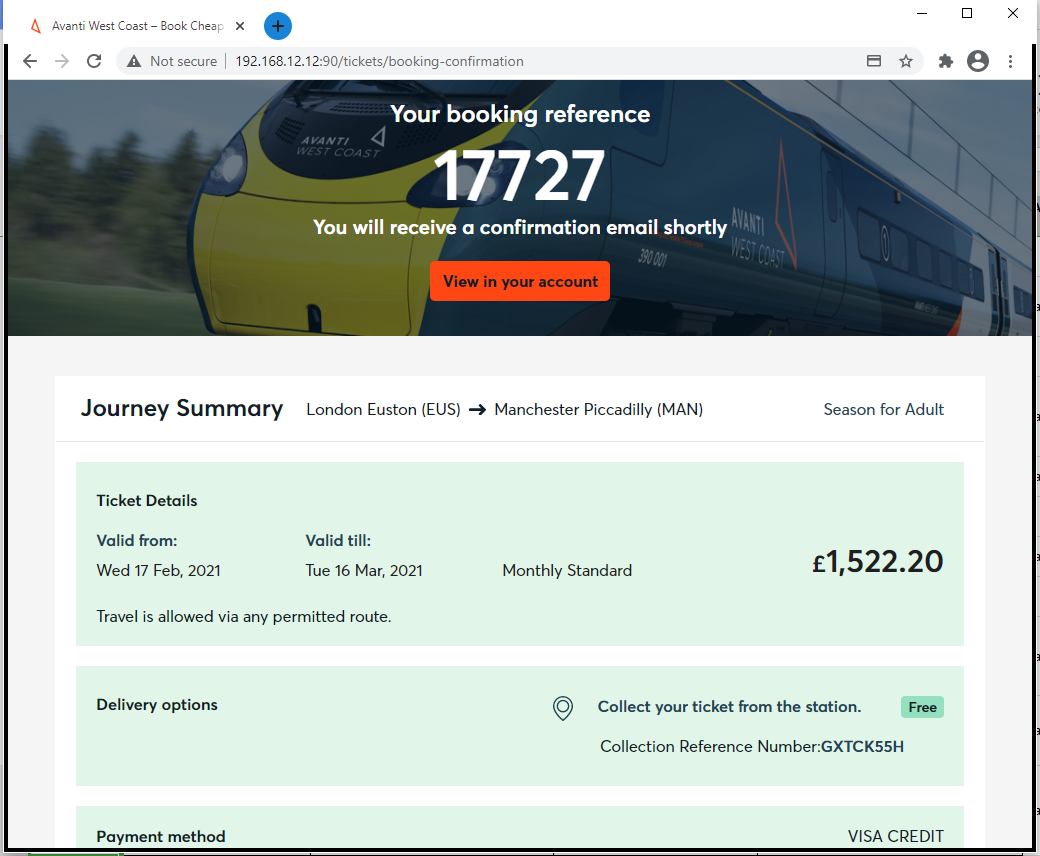 Avanti West Coast – Book Cheap
Not secure
192.168.12.12:90/tickets/booking-confirmation
Your booking reference
17727
You will receive a confirmation email shortly
View in your account
AVANTI
WEST COAST
AVANTI
WEST COAST
390 001
Journey Summary
London Euston (EUS) → Manchester Piccadilly (MAN)
Season for Adult
Ticket Details
Valid from:
Valid till:
Wed 17 Feb, 2021
Tue 16 Mar, 2021
Monthly Standard
£1,522.20
Travel is allowed via any permitted route.
Delivery options
Collect your ticket from the station.
Free
Collection Reference Number:GXTCK55H
Payment method
VISA CREDIT